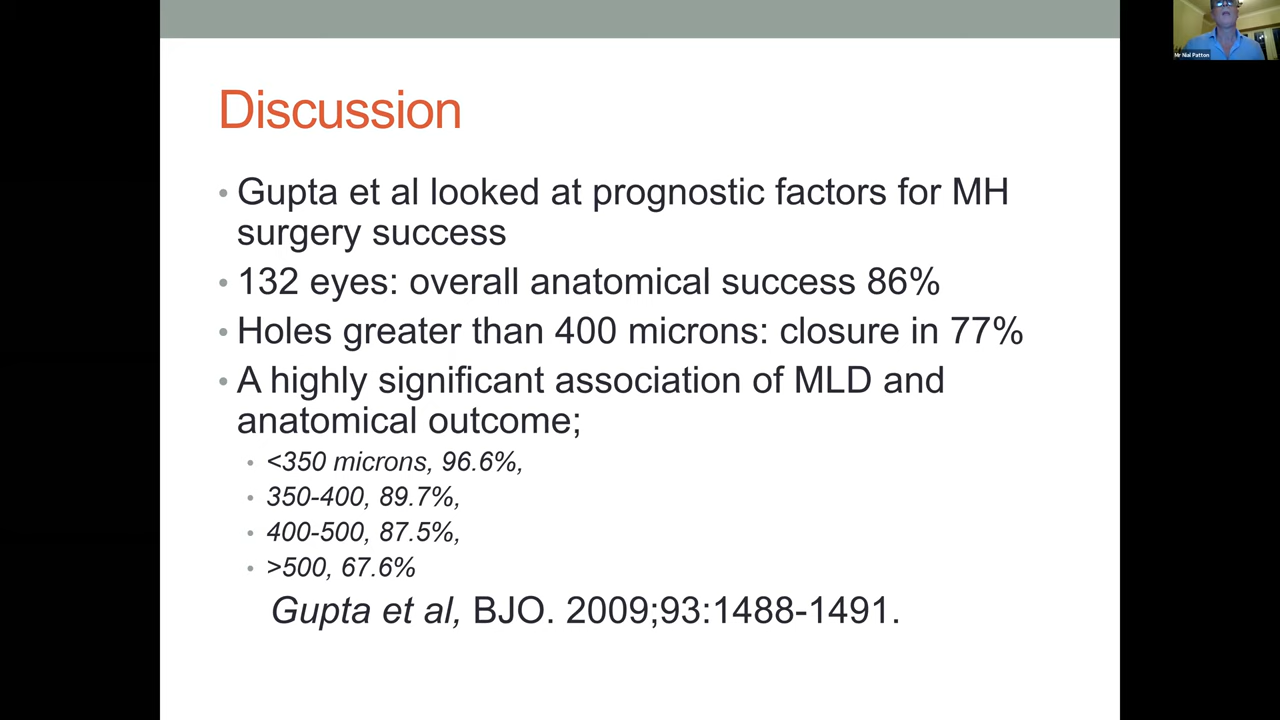 Mr Nial Patton
Discussion
• Gupta et al looked at prognostic factors for MH
surgery success
• 132 eyes: overall anatomical success 86%
• Holes greater than 400 microns: closure in 77%
• A highly significant association of MLD and
anatomical outcome;
• <350 microns, 96.6%,
• 350-400, 89.7%,
• 400-500, 87.5%,
• >500, 67.6%
Gupta et al, BJO. 2009;93:1488-1491.